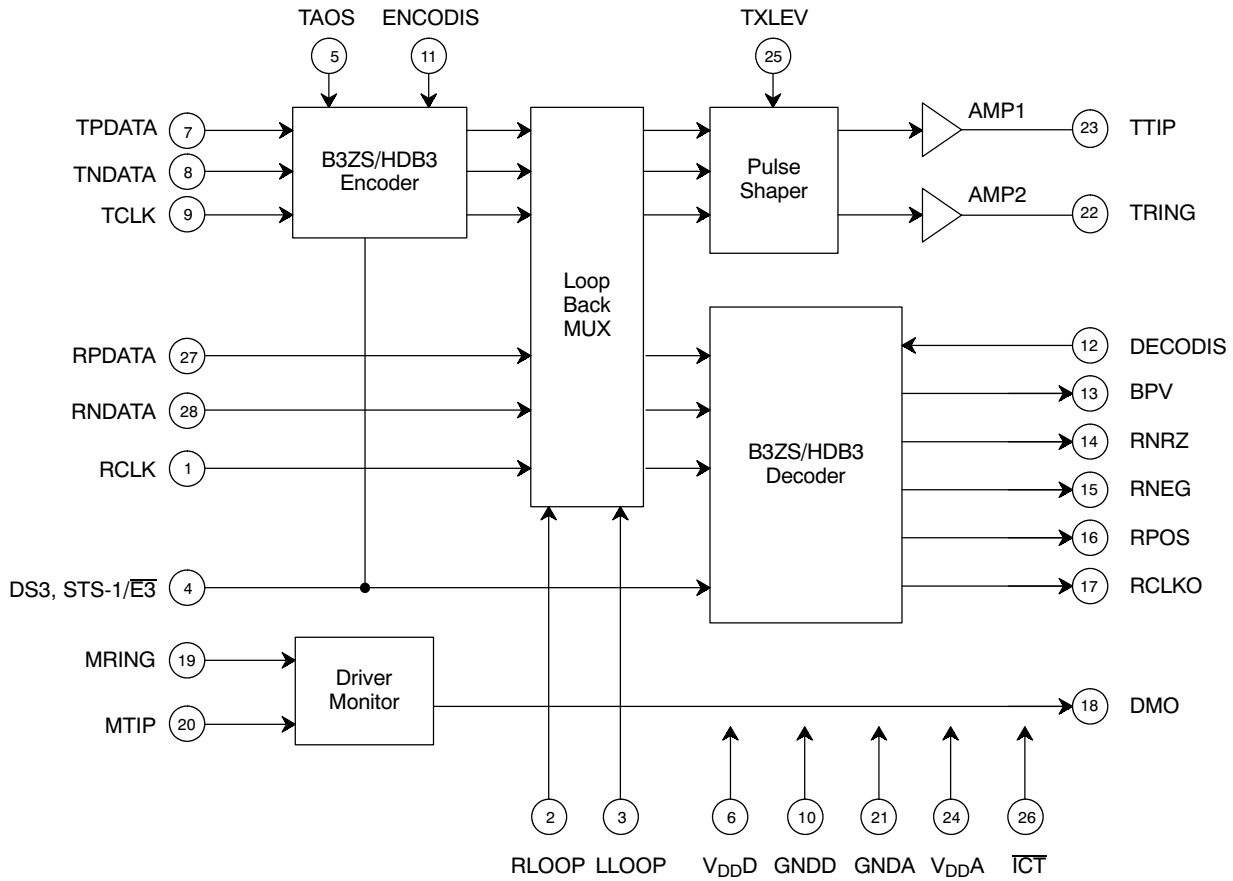 TAOS ENCODIS TXLEV
5 11 25
TPDATA 7
TNDATA 8
TCLK 9
B3ZS/HDB3
Encoder
Pulse
Shaper
AMP1 23 TTIP
AMP2 22 TRING
Loop
Back
MUX
RPDATA 27
RNDATA 28
RCLK 1
B3ZS/HDB3
Decoder
12 DECODIS
13 BPV
14 RNRZ
15 RNEG
16 RPOS
17 RCLKO
DS3, STS-1/E3 4
MRING 19
MTIP 20
Driver
Monitor
18 DMO
2 3 6 10 21 24 26
RLOOP LLOOP VDDD GNDD GNDA VDDA ICT